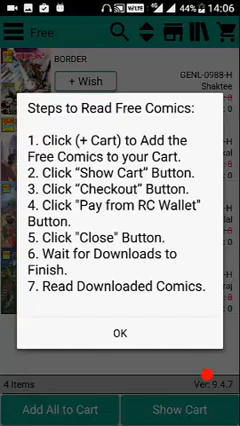 14:06
Free
BORDER
+ Wish
GENL-0988-H
Shaktee
Steps to Read Free Comics:
1. Click (+ Cart) to Add the
Free Comics to your Cart.
2. Click “Show Cart” Button.
3. Click “Checkout” Button.
4. Click "Pay from RC Wallet"
Button.
5. Click "Close" Button.
6. Wait for Downloads to
Finish.
7. Read Downloaded Comics.
OK
4 Items
Ver: 9.4.7
Add All to Cart
Show Cart